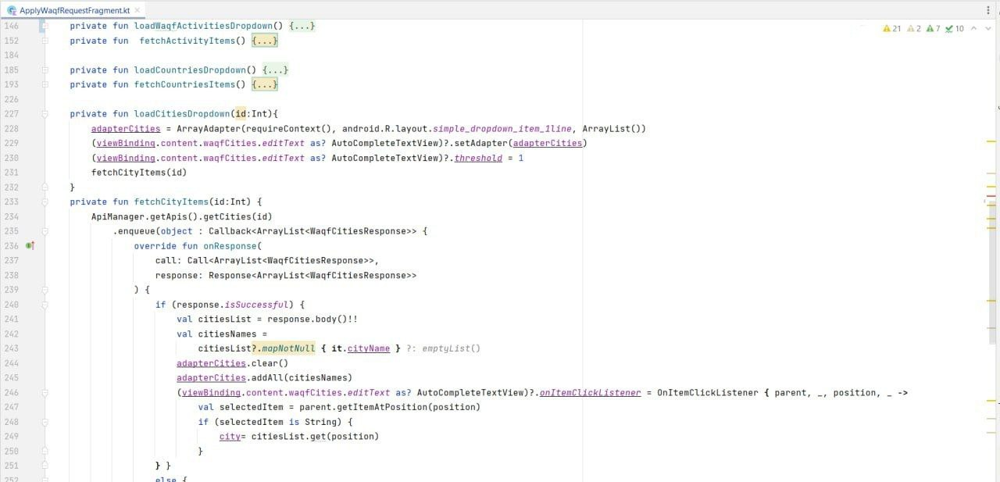 ApplyWaqfRequestFragment.kt
21 2 7 10
146 private fun loadWaqfActivitiesDropdown() {...}
152 private fun  fetchActivityItems() {...}
184
185 private fun loadCountriesDropdown() {...}
193 private fun fetchCountriesItems() {...}
226
227 private fun loadCitiesDropdown(id:Int){
228 adapterCities = ArrayAdapter(requireContext(), android.R.layout.simple_dropdown_item_1line, ArrayList())
229 (viewBinding.content.waqfCities.editText as? AutoCompleteTextView)?.setAdapter(adapterCities)
230 (viewBinding.content.waqfCities.editText as? AutoCompleteTextView)?.threshold = 1
231 fetchCityItems(id)
232 }
233 private fun fetchCityItems(id:Int) {
234 ApiManager.getApis().getCities(id)
235 .enqueue(object : Callback<ArrayList<WaqfCitiesResponse>> {
236 override fun onResponse(
237 call: Call<ArrayList<WaqfCitiesResponse>>,
238 response: Response<ArrayList<WaqfCitiesResponse>>
239 ) {
240 if (response.isSuccessful) {
241 val citiesList = response.body()!!
242 val citiesNames =
243 citiesList?.mapNotNull { it.cityName } ?: emptyList()
244 adapterCities.clear()
245 adapterCities.addAll(citiesNames)
246 (viewBinding.content.waqfCities.editText as? AutoCompleteTextView)?.onItemClickListener = OnItemClickListener { parent, _, position, _ ->
247 val selectedItem = parent.getItemAtPosition(position)
248 if (selectedItem is String) {
249 city= citiesList.get(position)
250 }
251 } }
252 else {